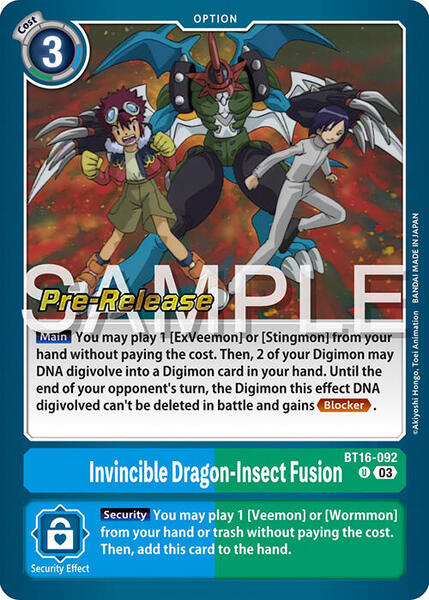 OPTION
Cost
3
SAMPLE
Pre-Release
©Akiyoshi Hongo, Toei Animation BANDAI MADE IN JAPAN
Main You may play 1 [ExVeemon] or [Stingmon] from your
hand without paying the cost. Then, 2 of your Digimon may
DNA digivolve into a Digimon card in your hand. Until the
end of your opponent's turn, the Digimon this effect DNA
digivolved can't be deleted in battle and gains Blocker.
BT16-092
Invincible Dragon-Insect Fusion U 03
Security You may play 1 [Veemon] or [Wormmon]
from your hand or trash without paying the cost.
Then, add this card to the hand.
Security Effect